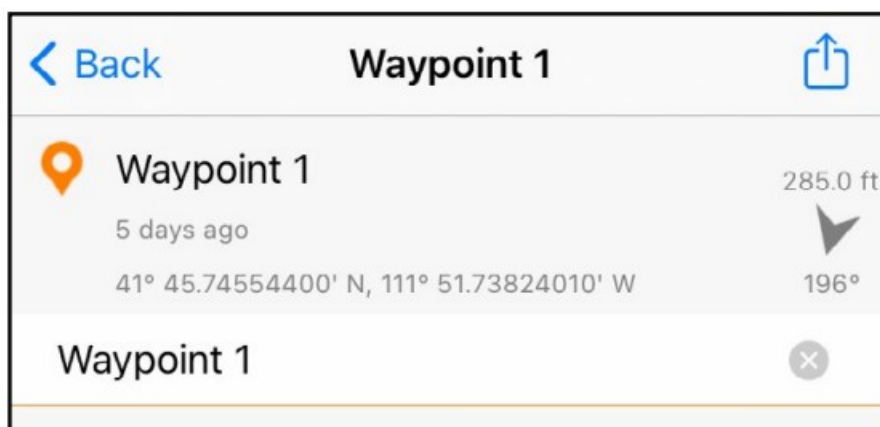 Back Waypoint 1
Waypoint 1
285.0 ft
5 days ago
41° 45.74554400' N, 111° 51.73824010' W 196°
Waypoint 1